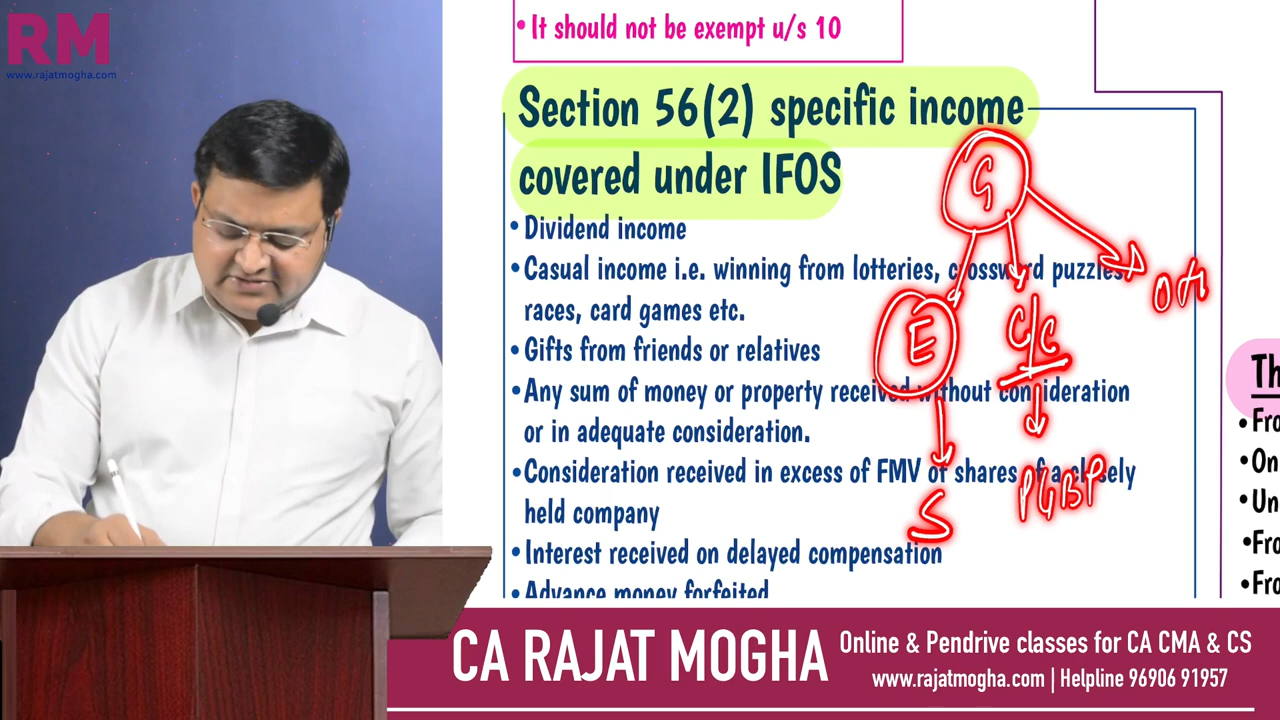 RM
www.rajatmogha.com
• It should not be exempt u/s 10
Section 56(2) specific income
covered under IFOS
• Dividend income
• Casual income i.e. winning from lotteries, crossword puzzles
races, card games etc.
• Gifts from friends or relatives
• Any sum of money or property received without consideration
or in adequate consideration.
• Consideration received in excess of FMV of shares of a closely
held company
• Interest received on delayed compensation
• Advance money forfeited
G
E
C/C
S
PGBP
Th
• Fro
• On
• Un
• Fro
• Fro
CA RAJAT MOGHA
Online & Pendrive classes for CA CMA & CS
www.rajatmogha.com | Helpline 96906 91957